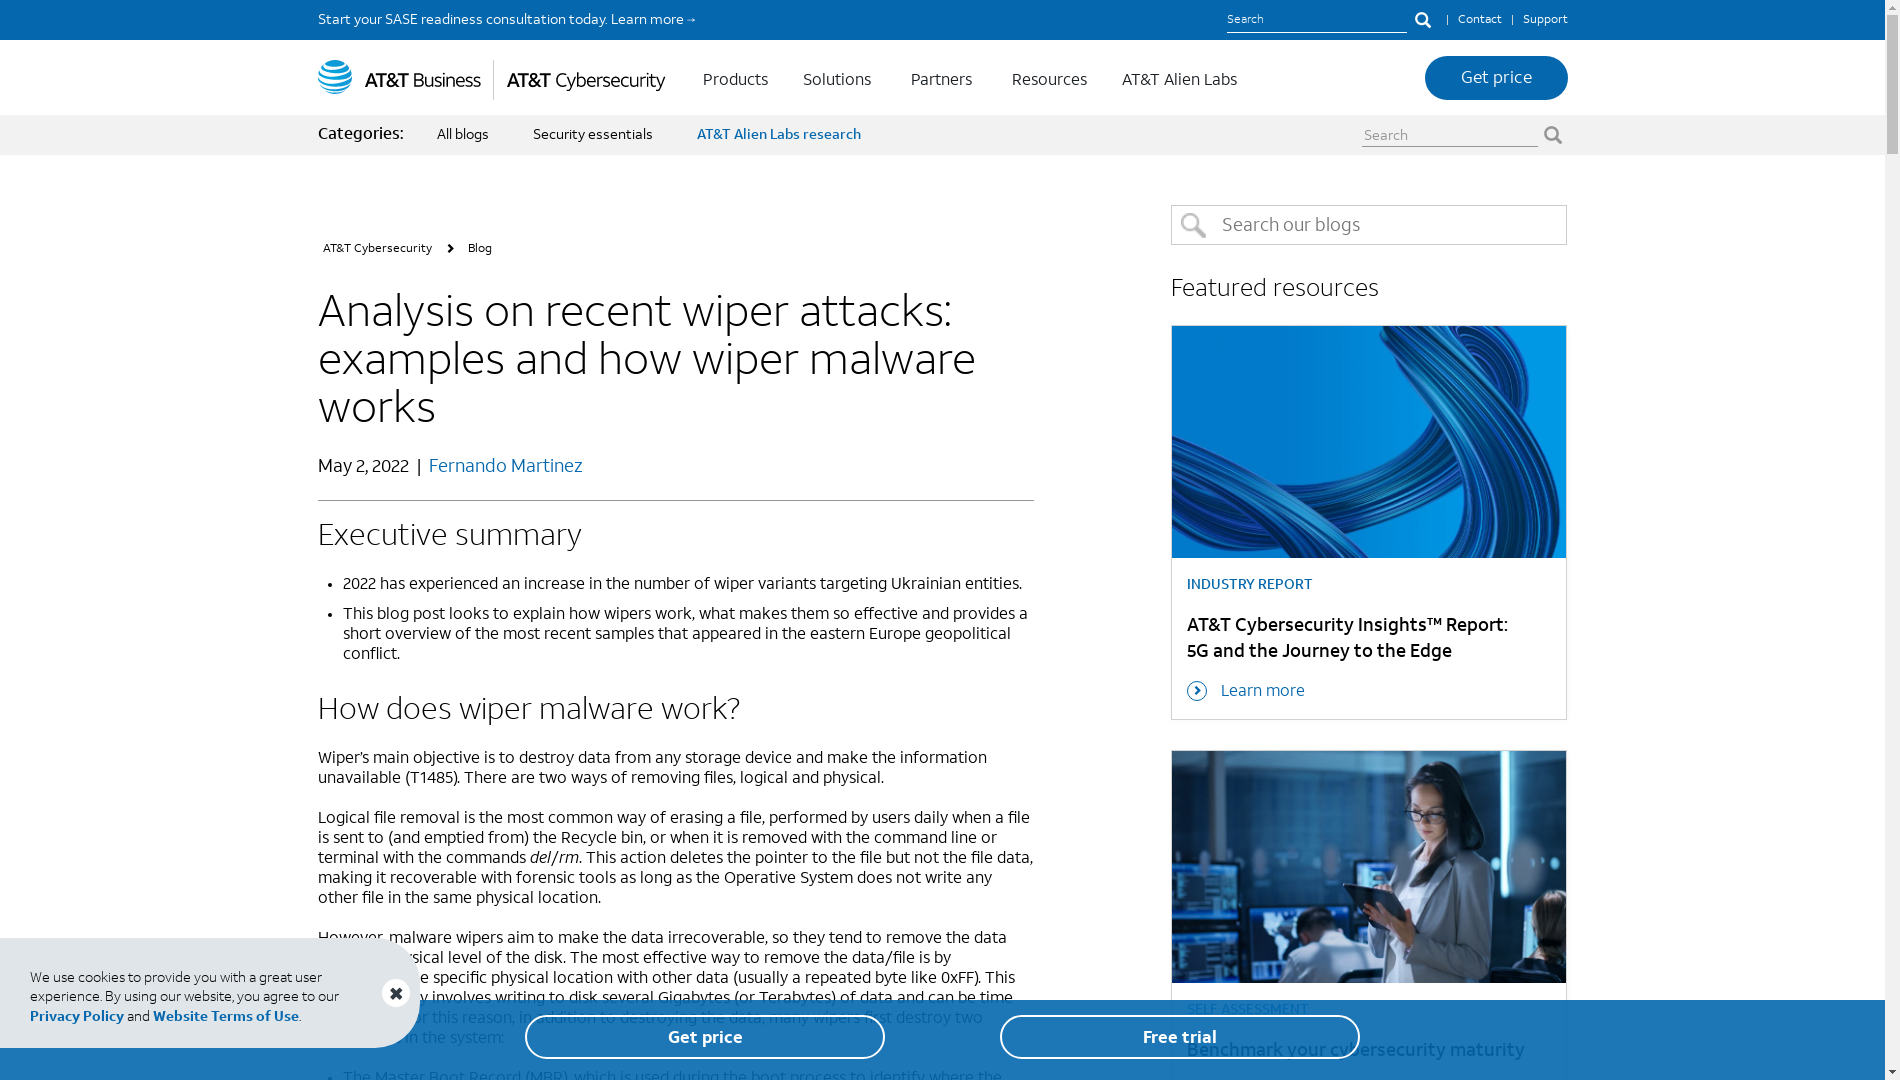 Start your SASE readiness consultation today. Learn more →
Search
| Contact | Support
AT&T Business
AT&T Cybersecurity
Products
Solutions
Partners
Resources
AT&T Alien Labs
Get price
Categories:
All blogs
Security essentials
AT&T Alien Labs research
Search
AT&T Cybersecurity
Blog
Analysis on recent wiper attacks:
examples and how wiper malware
works
May 2, 2022 | Fernando Martinez
Executive summary
• 2022 has experienced an increase in the number of wiper variants targeting Ukrainian entities.
• This blog post looks to explain how wipers work, what makes them so effective and provides a
short overview of the most recent samples that appeared in the eastern Europe geopolitical
conflict.
How does wiper malware work?
Wiper’s main objective is to destroy data from any storage device and make the information
unavailable (T1485). There are two ways of removing files, logical and physical.
Logical file removal is the most common way of erasing a file, performed by users daily when a file
is sent to (and emptied from) the Recycle bin, or when it is removed with the command line or
terminal with the commands del/rm. This action deletes the pointer to the file but not the file data,
making it recoverable with forensic tools as long as the Operative System does not write any
other file in the same physical location.
However, malware wipers aim to make the data irrecoverable, so they tend to remove the data
level of the disk. The most effective way to remove the data/file is by
specific physical location with other data (usually a repeated byte like 0xFF). This
involves writing to disk several Gigabytes (or Terabytes) of data and can be time
this reason, in addition to destroying the data, many wipers first destroy two
in the system:
• The Master Boot Record (MBR), which is used during the boot process to identify where the
Search our blogs
Featured resources
INDUSTRY REPORT
AT&T Cybersecurity Insights™ Report:
5G and the Journey to the Edge
Learn more
SELF ASSESSMENT
Benchmark your cybersecurity maturity
We use cookies to provide you with a great user
experience. By using our website, you agree to our
Privacy Policy and Website Terms of Use.
Get price
Free trial